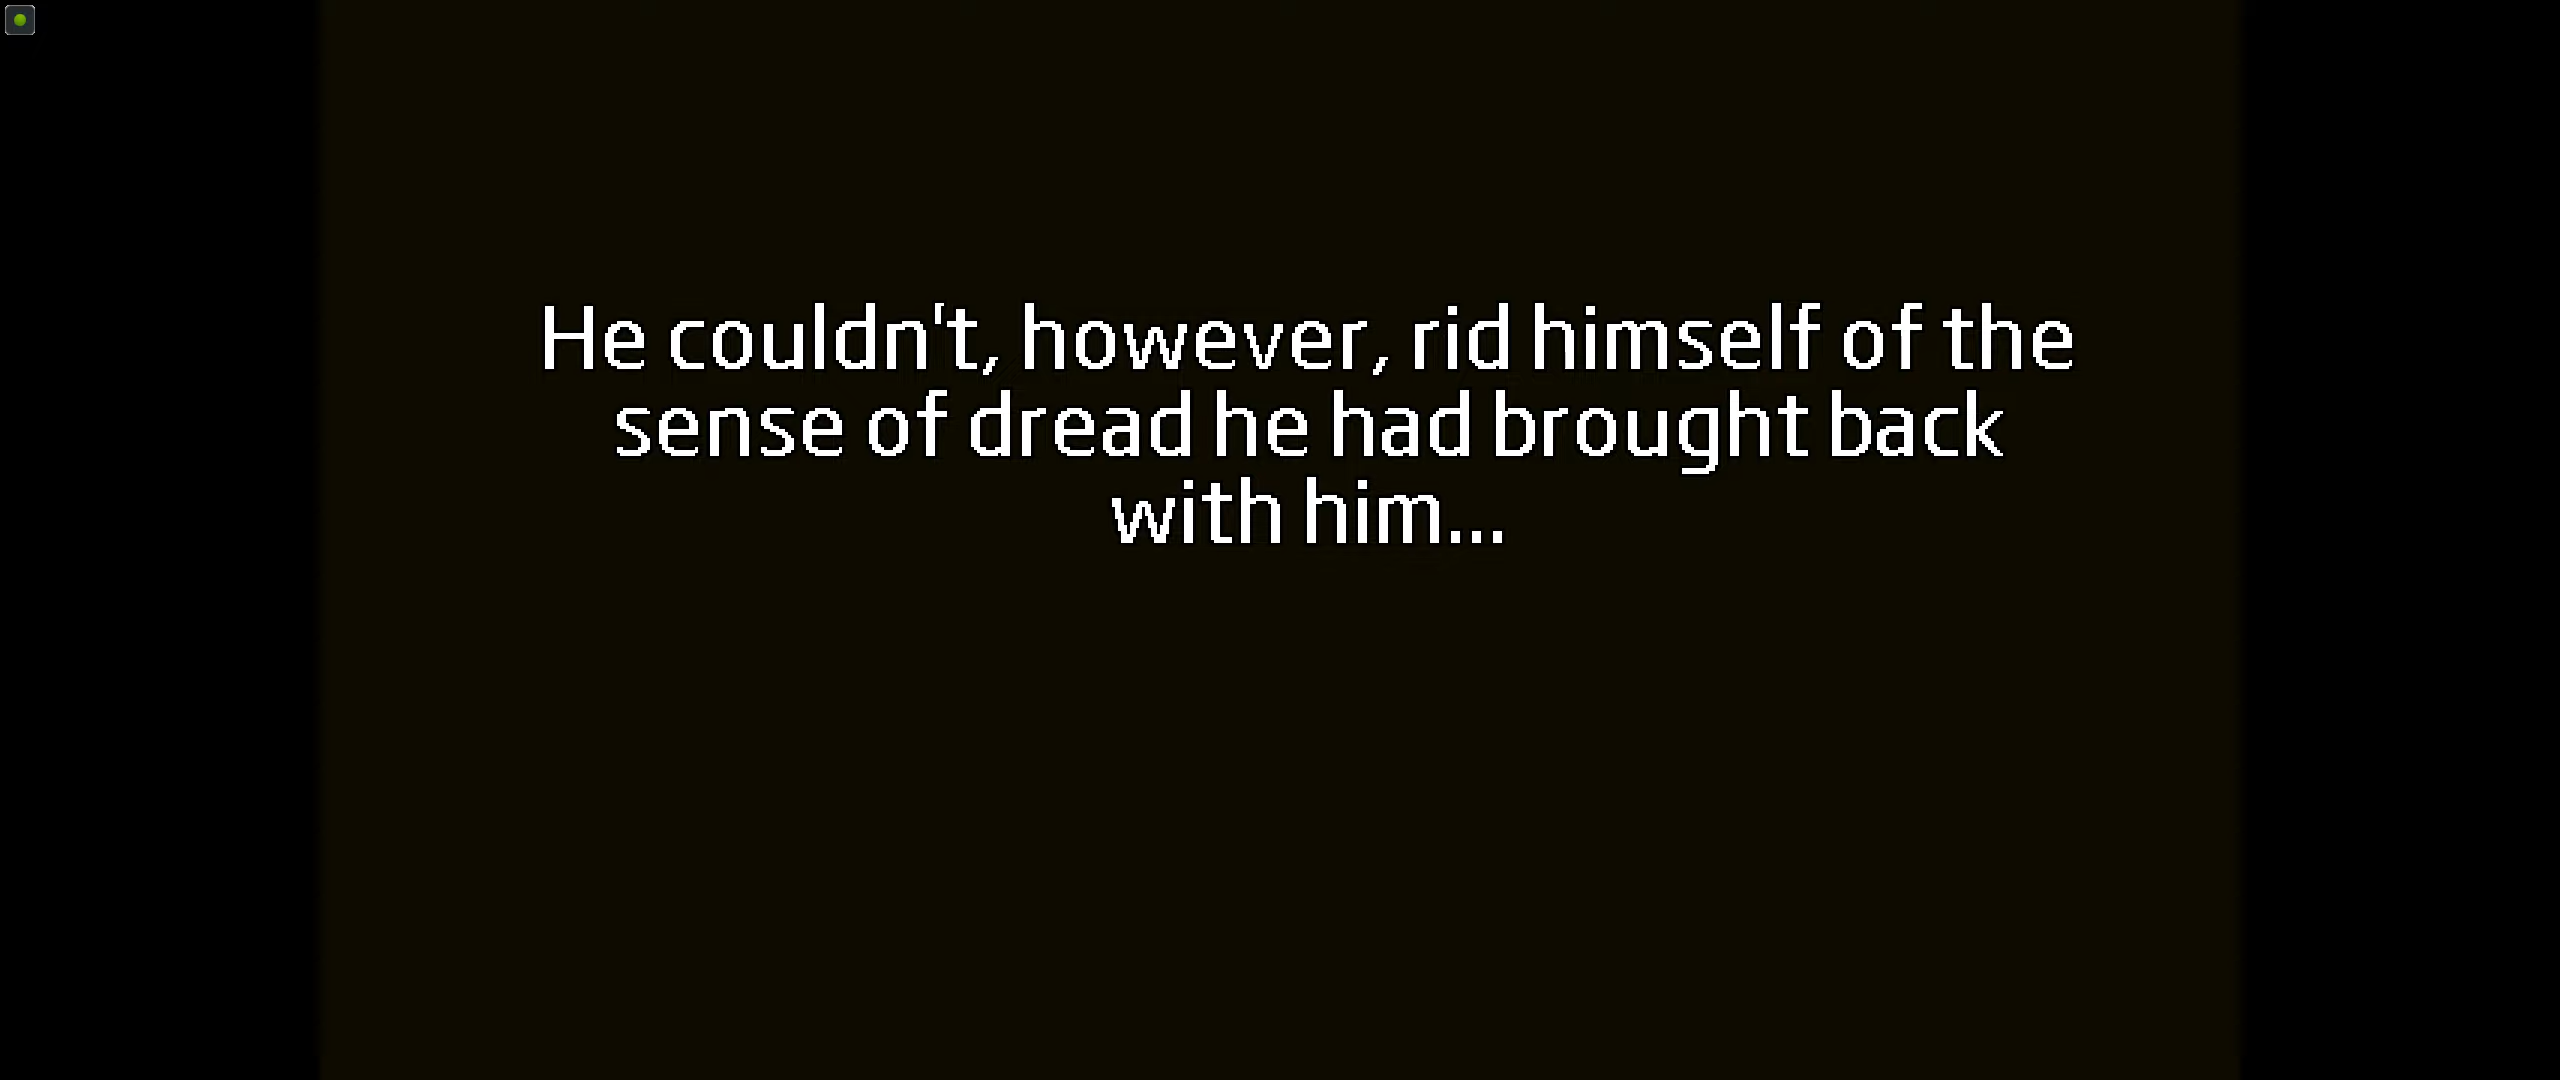 He couldn't, however, rid himself of the
sense of dread he had brought back
with him...